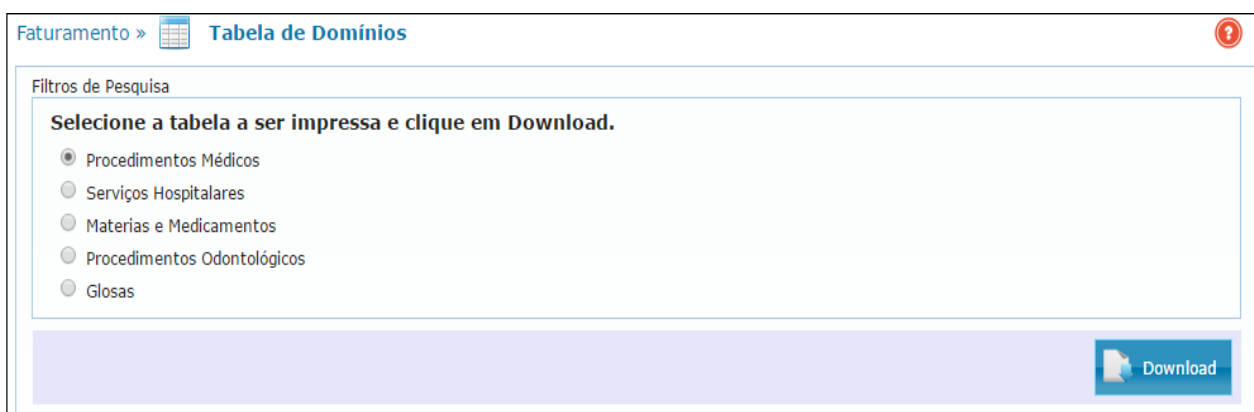 Faturamento » Tabela de Domínios
?
Filtros de Pesquisa
Selecione a tabela a ser impressa e clique em Download.
Procedimentos Médicos
Serviços Hospitalares
Materias e Medicamentos
Procedimentos Odontológicos
Glosas
Download